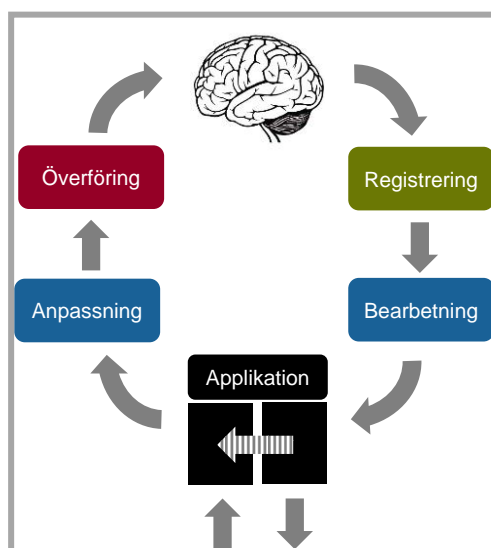 Överföring
Registrering
Anpassning
Bearbetning
Applikation